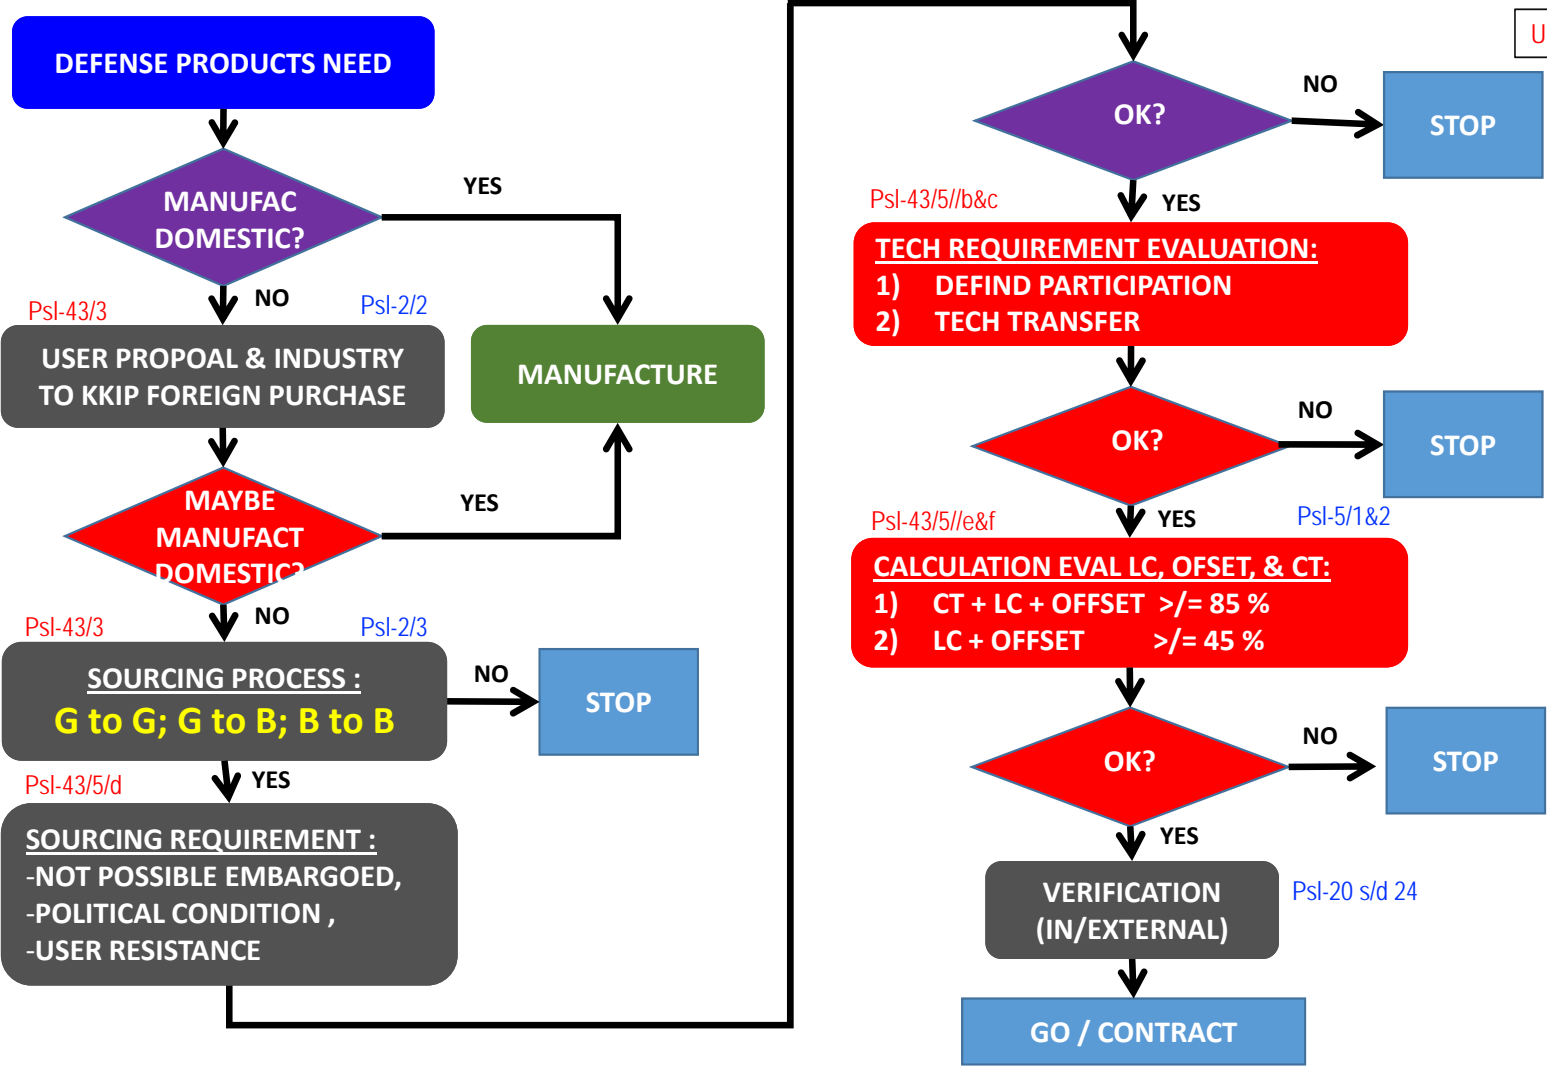 DEFENSE PRODUCTS NEED
MANUFAC
DOMESTIC?
YES
NO
Psl-43/3
Psl-2/2
USER PROPOAL & INDUSTRY
TO KKIP FOREIGN PURCHASE
MANUFACTURE
MAYBE
MANUFACT
DOMESTIC?
YES
NO
Psl-43/3
Psl-2/3
SOURCING PROCESS :
G to G; G to B; B to B
NO
STOP
YES
Psl-43/5/d
SOURCING REQUIREMENT :
-NOT POSSIBLE EMBARGOED,
-POLITICAL CONDITION ,
-USER RESISTANCE
U
OK?
NO
STOP
Psl-43/5//b&c
YES
TECH REQUIREMENT EVALUATION:
1) DEFIND PARTICIPATION
2) TECH TRANSFER
OK?
NO
STOP
Psl-43/5//e&f
YES
Psl-5/1&2
CALCULATION EVAL LC, OFSET, & CT:
1) CT + LC + OFFSET >/= 85 %
2) LC + OFFSET >/= 45 %
OK?
NO
STOP
YES
VERIFICATION
(IN/EXTERNAL)
Psl-20 s/d 24
GO / CONTRACT